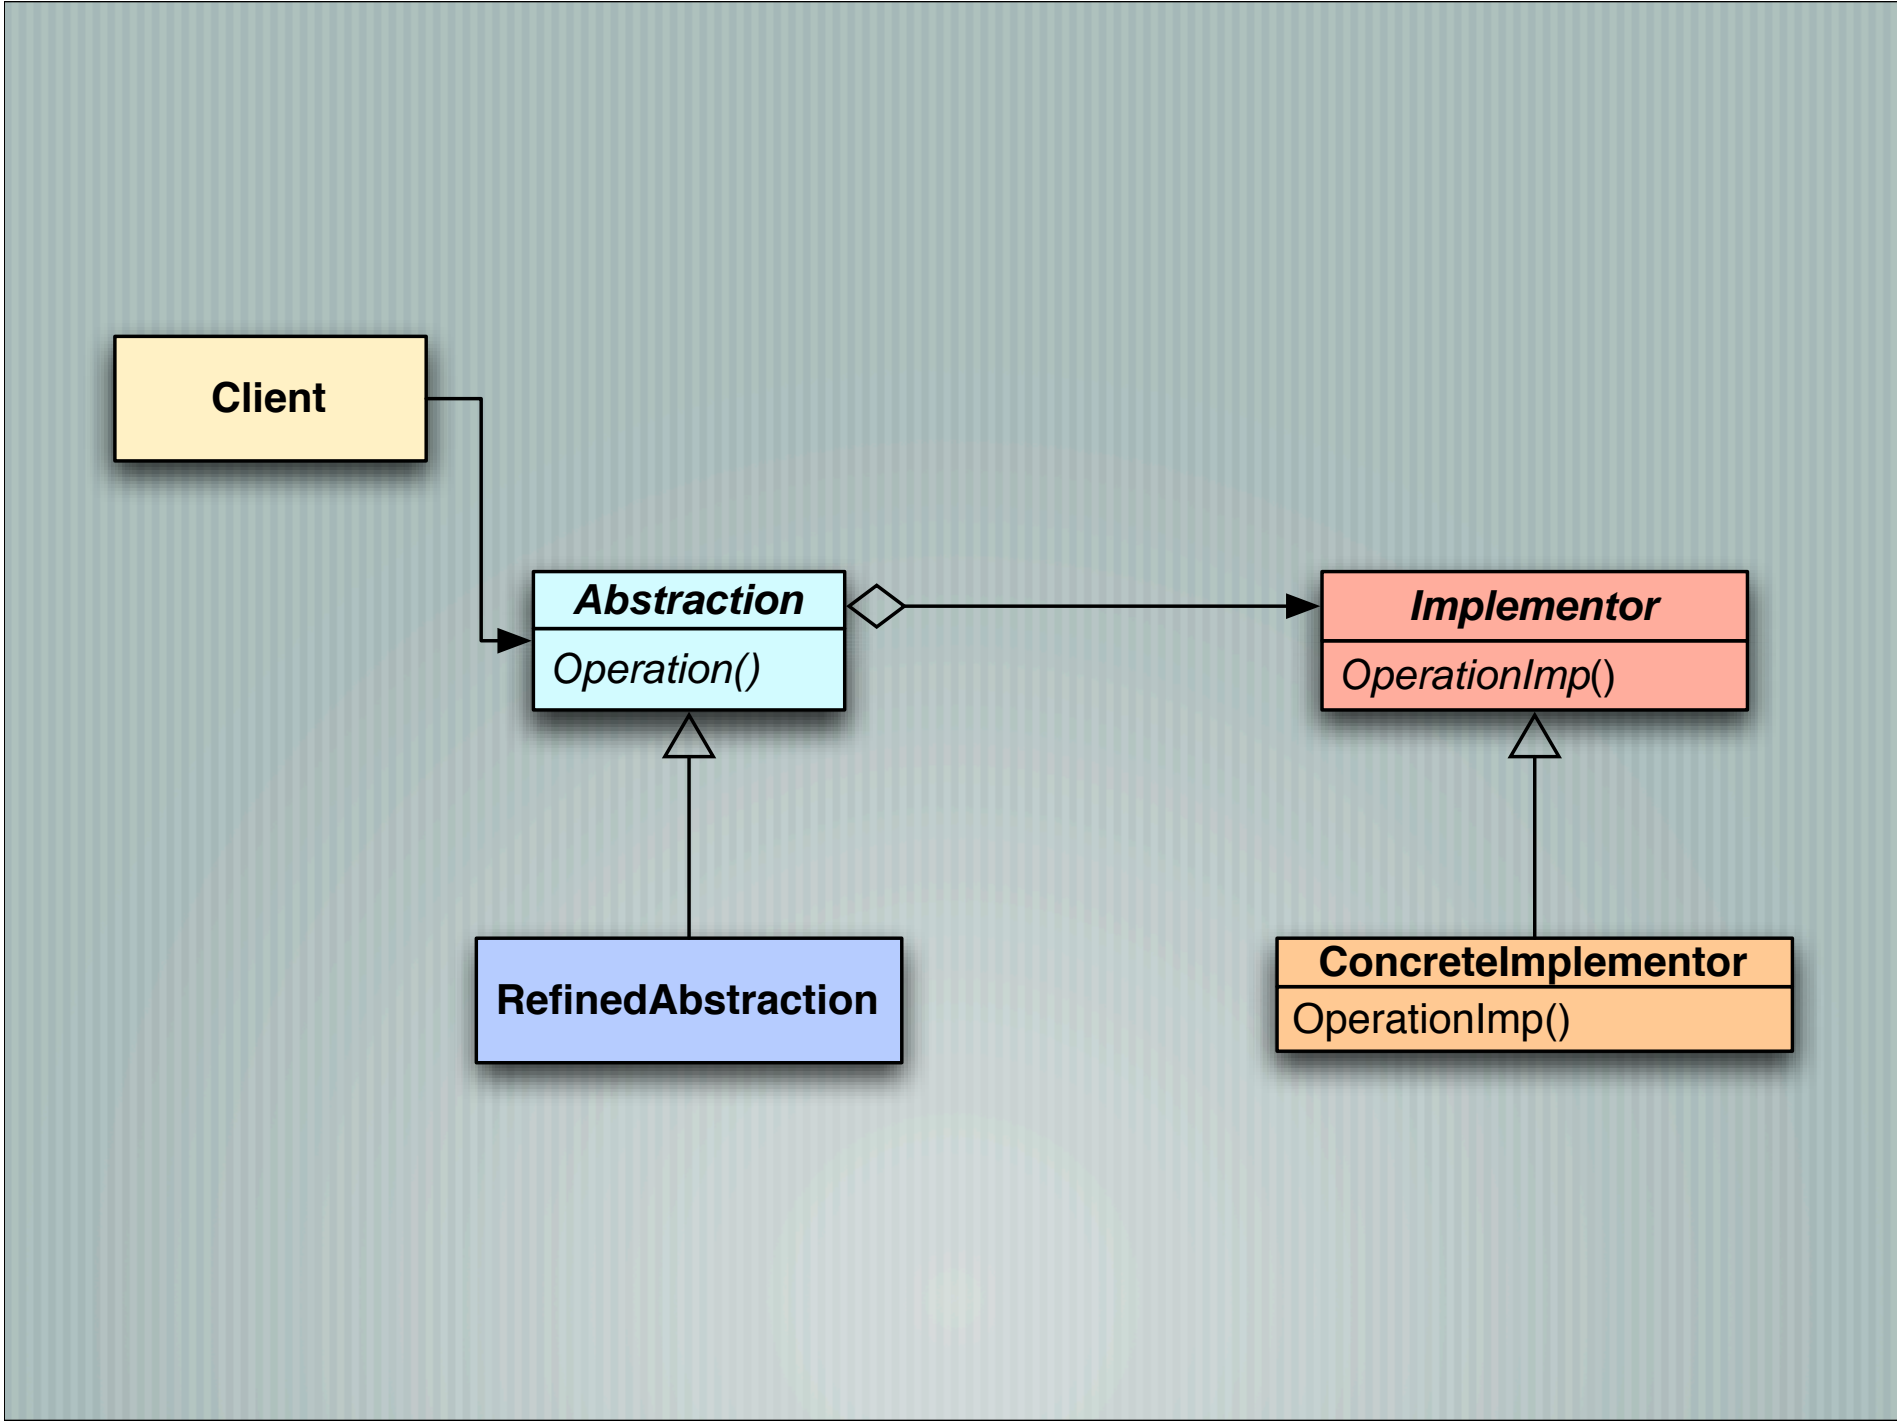 Client
Abstraction
Operation()
Implementor
OperationImp()
RefinedAbstraction
ConcreteImplementor
OperationImp()